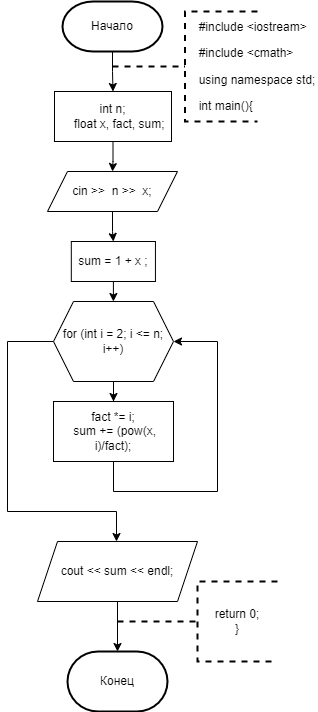 Начало
#include <iostream>
#include <cmath>
using namespace std;
int main(){
int n;
float x, fact, sum;
cin >> n >> x;
sum = 1 + x ;
for (int i = 2; i <= n;
i++)
fact *= i;
sum += (pow(x,
i)/fact);
cout << sum << endl;
return 0;
}
Конец